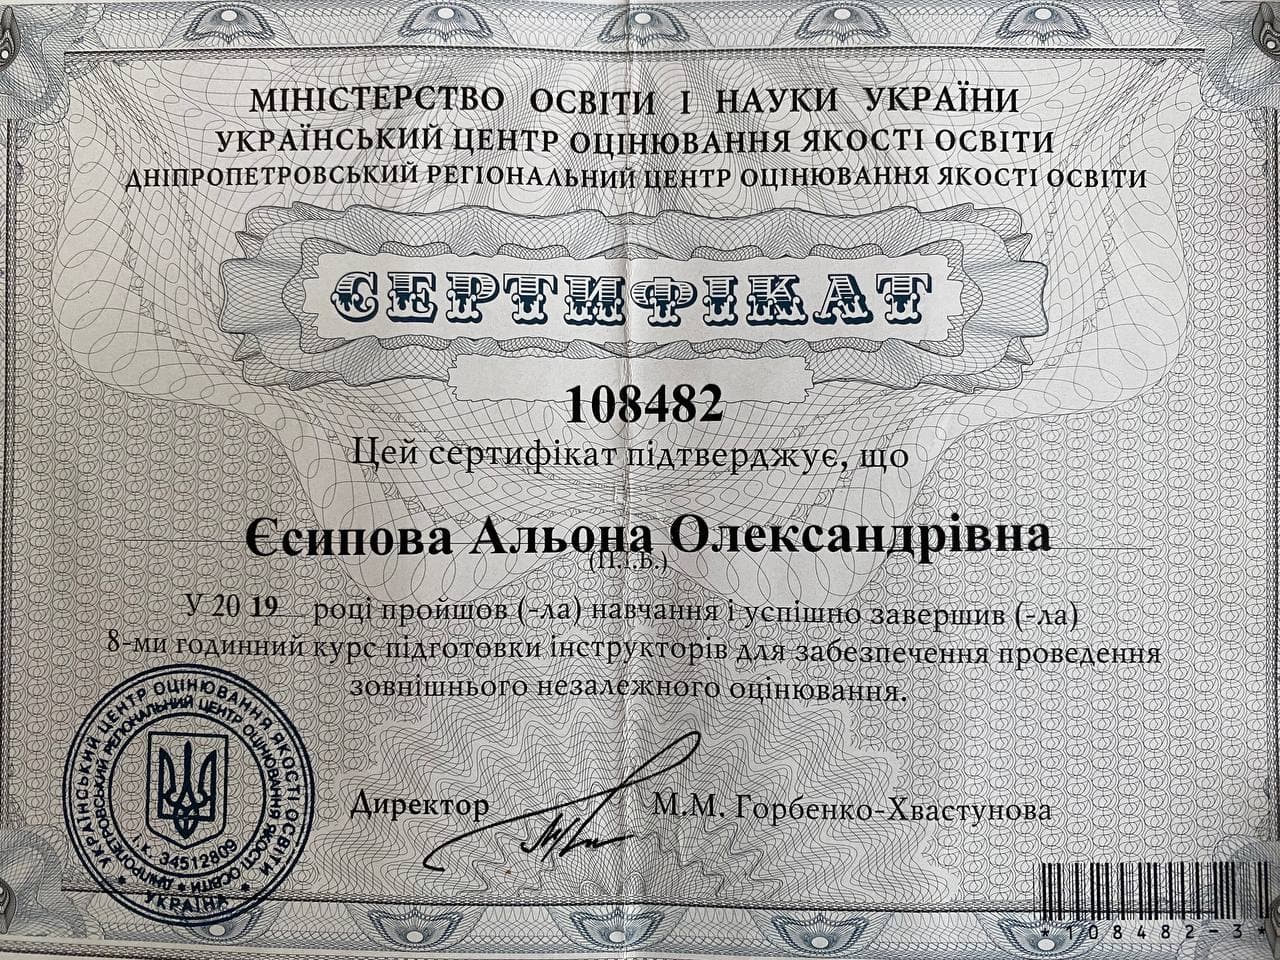 МІНІСТЕРСТВО ОСВІТИ І НАУКИ УКРАЇНИ
УКРАЇНСЬКИЙ ЦЕНТР ОЦІНЮВАННЯ ЯКОСТІ ОСВІТИ
ДНІПРОПЕТРОВСЬКИЙ РЕГІОНАЛЬНИЙ ЦЕНТР ОЦІНЮВАННЯ ЯКОСТІ ОСВІТИ
СЕРТИФІКАТ
108482
Цей сертифікат підтверджує, що
Єсипова Альона Олександрівна
(П.І.Б.)
У 20 19 році пройшов (-ла) навчання і успішно завершив (-ла)
8-ми годинний курс підготовки інструкторів для забезпечення проведення
зовнішнього незалежного оцінювання.
УКРАЇНСЬКИЙ ЦЕНТР ОЦІНЮВАННЯ ЯКОСТІ ОСВІТИ
ДНІПРОПЕТРОВСЬКИЙ РЕГІОНАЛЬНИЙ ЦЕНТР ОЦІНЮВАННЯ ЯКОСТІ ОСВІТИ
І.К. 34512809
* УКРАЇНА *
Директор М.М. Горбенко-Хвастунова
*108482-3*